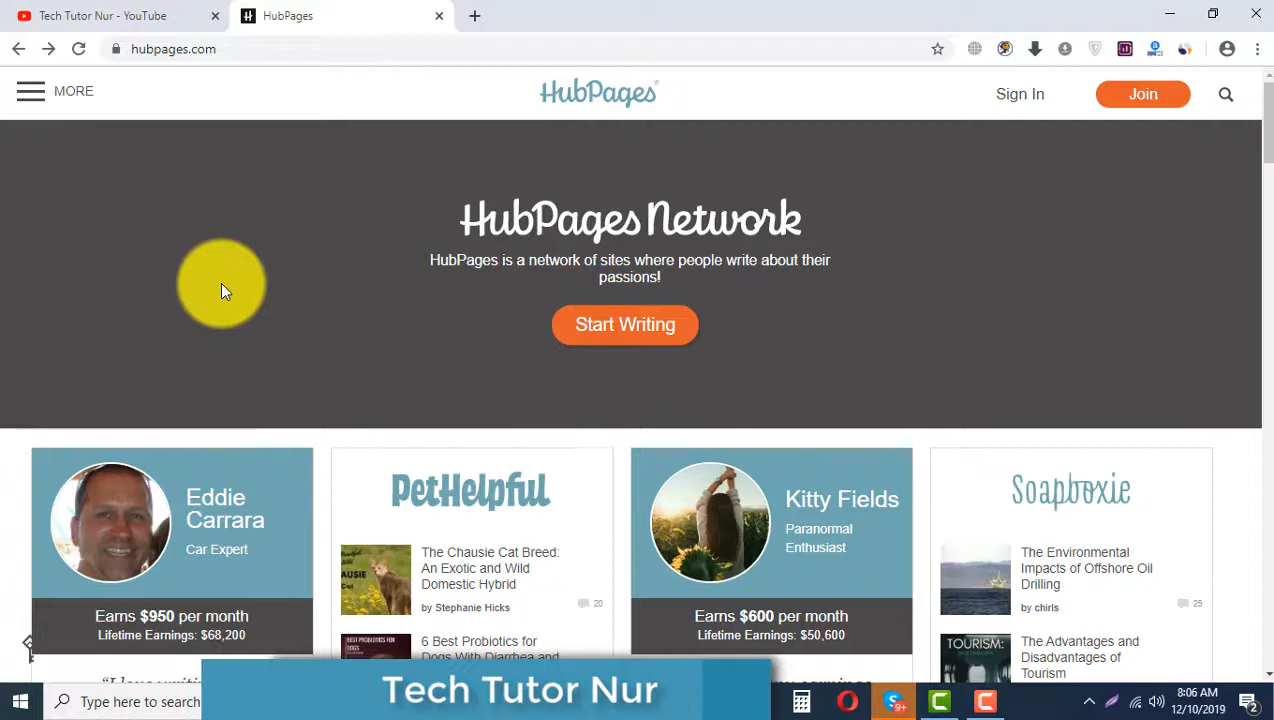 Tech Tutor Nur - YouTube
HubPages
hubpages.com
MORE
HubPages
Sign In
Join
HubPages Network
HubPages is a network of sites where people write about their
passions!
Start Writing
Eddie
Carrara
Car Expert
Earns $950 per month
Lifetime Earnings: $68,200
PetHelpful
The Chausie Cat Breed:
An Exotic and Wild
Domestic Hybrid
by Stephanie Hicks
20
6 Best Probiotics for
Dogs With Diarrhea and
Kitty Fields
Paranormal
Enthusiast
Earns $600 per month
Lifetime Earnings: $50,600
Soapboxie
The Environmental
Impacts of Offshore Oil
Drilling
by chirls
25
TOURISM:
The Advantages and
Disadvantages of
Tourism
Type here to search
Tech Tutor Nur
9+
8:06 AM
12/10/2019
2